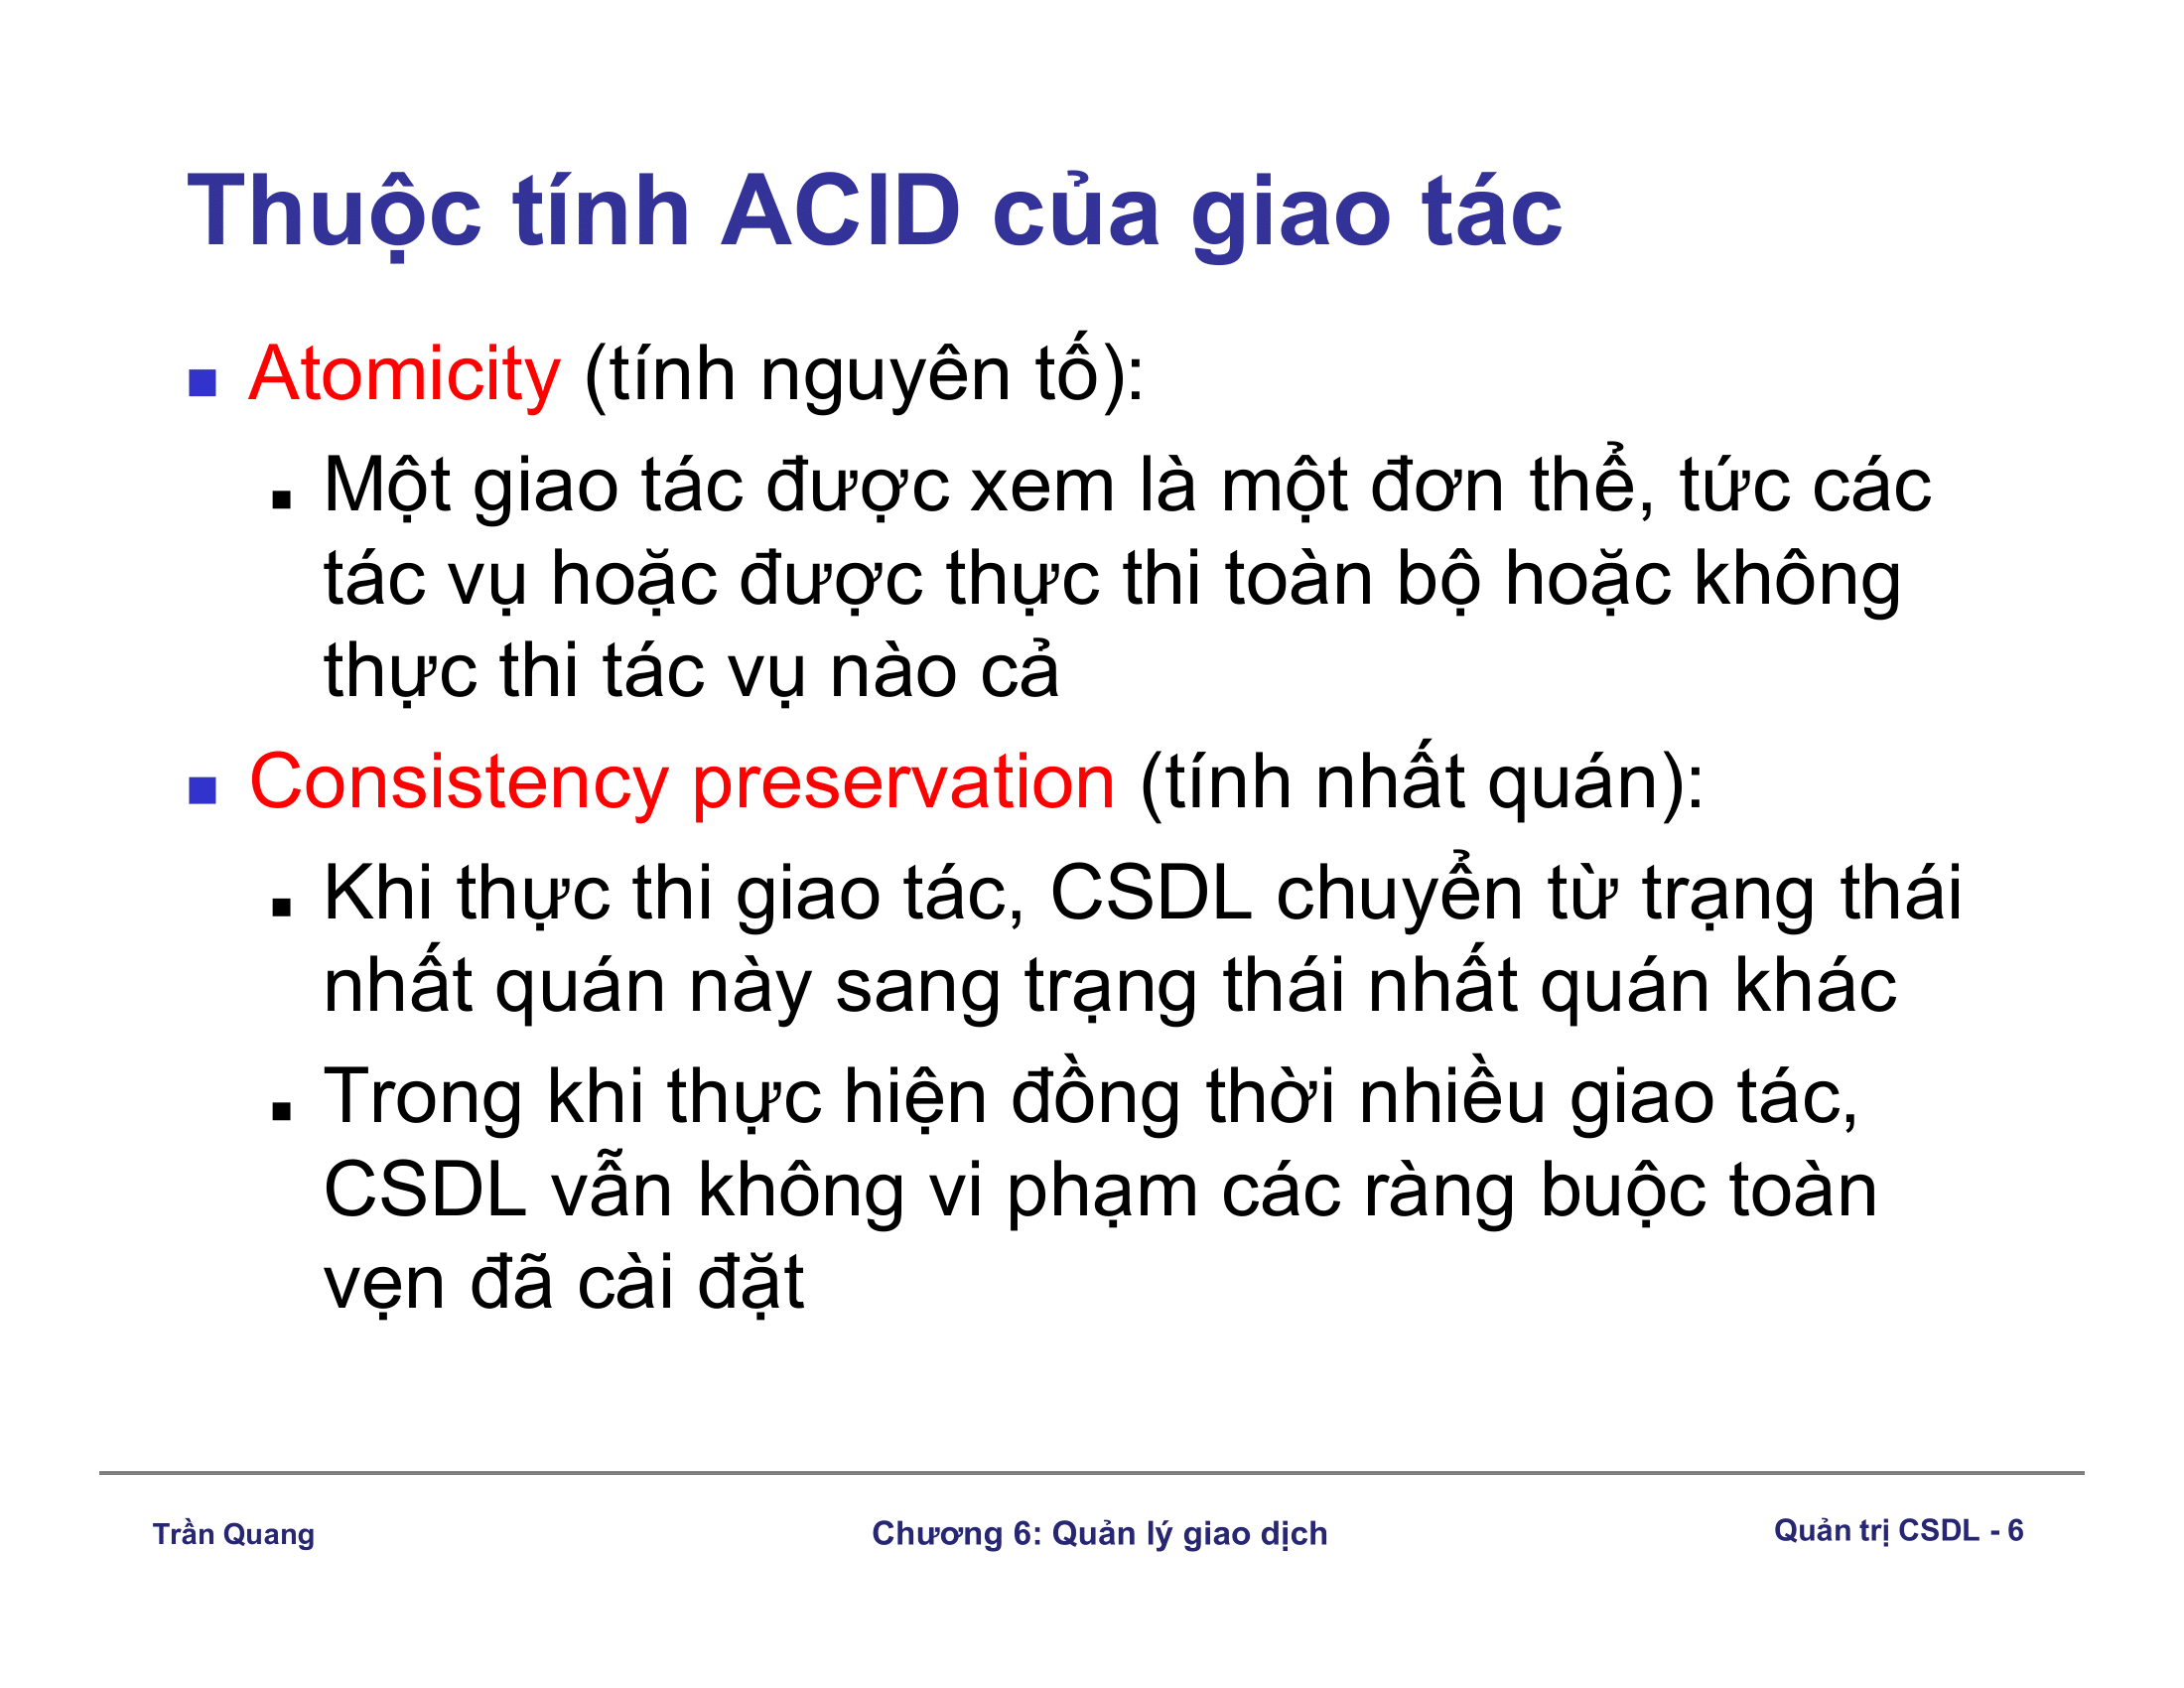 Thuộc tính ACID của giao tác
Atomicity (tính nguyên tố):
Một giao tác được xem là một đơn thể, tức các
tác vụ hoặc được thực thi toàn bộ hoặc không
thực thi tác vụ nào cả
Consistency preservation (tính nhất quán):
Khi thực thi giao tác, CSDL chuyển từ trạng thái
nhất quán này sang trạng thái nhất quán khác
Trong khi thực hiện đồng thời nhiều giao tác,
CSDL vẫn không vi phạm các ràng buộc toàn
vẹn đã cài đặt
Trần Quang
Chương 6: Quản lý giao dịch
Quản trị CSDL - 6